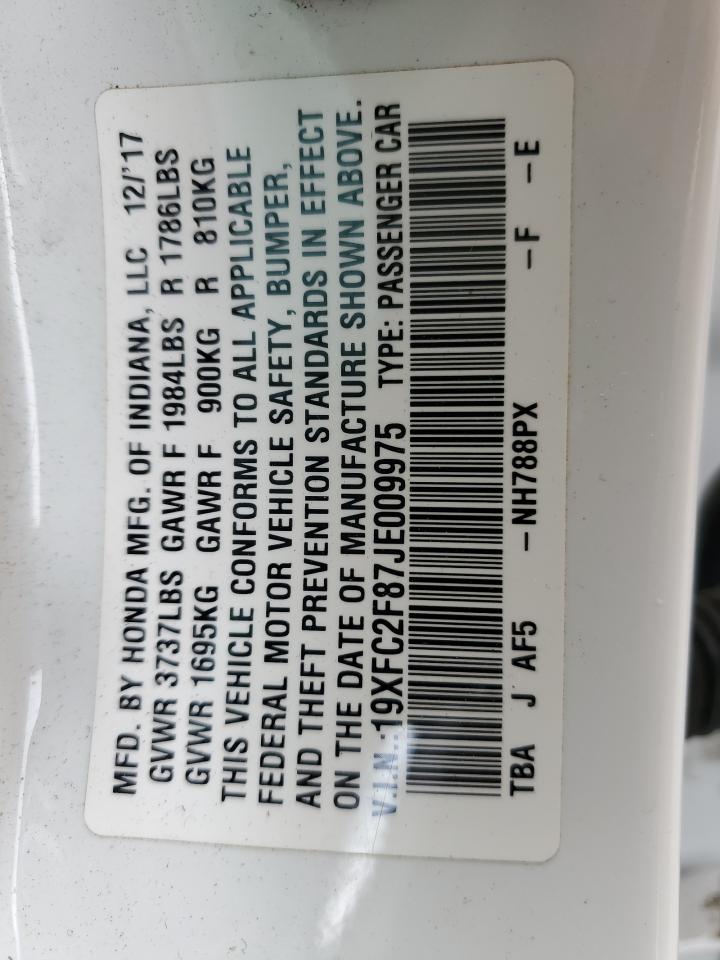 MFD. BY HONDA MFG. OF INDIANA, LLC 12/'17
GVWR 3737LBS GAWR F 1984LBS R 1786LBS
GVWR 1695KG GAWR F 900KG R 810KG
THIS VEHICLE CONFORMS TO ALL APPLICABLE
FEDERAL MOTOR VEHICLE SAFETY, BUMPER,
AND THEFT PREVENTION STANDARDS IN EFFECT
ON THE DATE OF MANUFACTURE SHOWN ABOVE.
V.I.N.:19XFC2F87JE009975 TYPE: PASSENGER CAR
TBA J AF5 -NH788PX -F -E